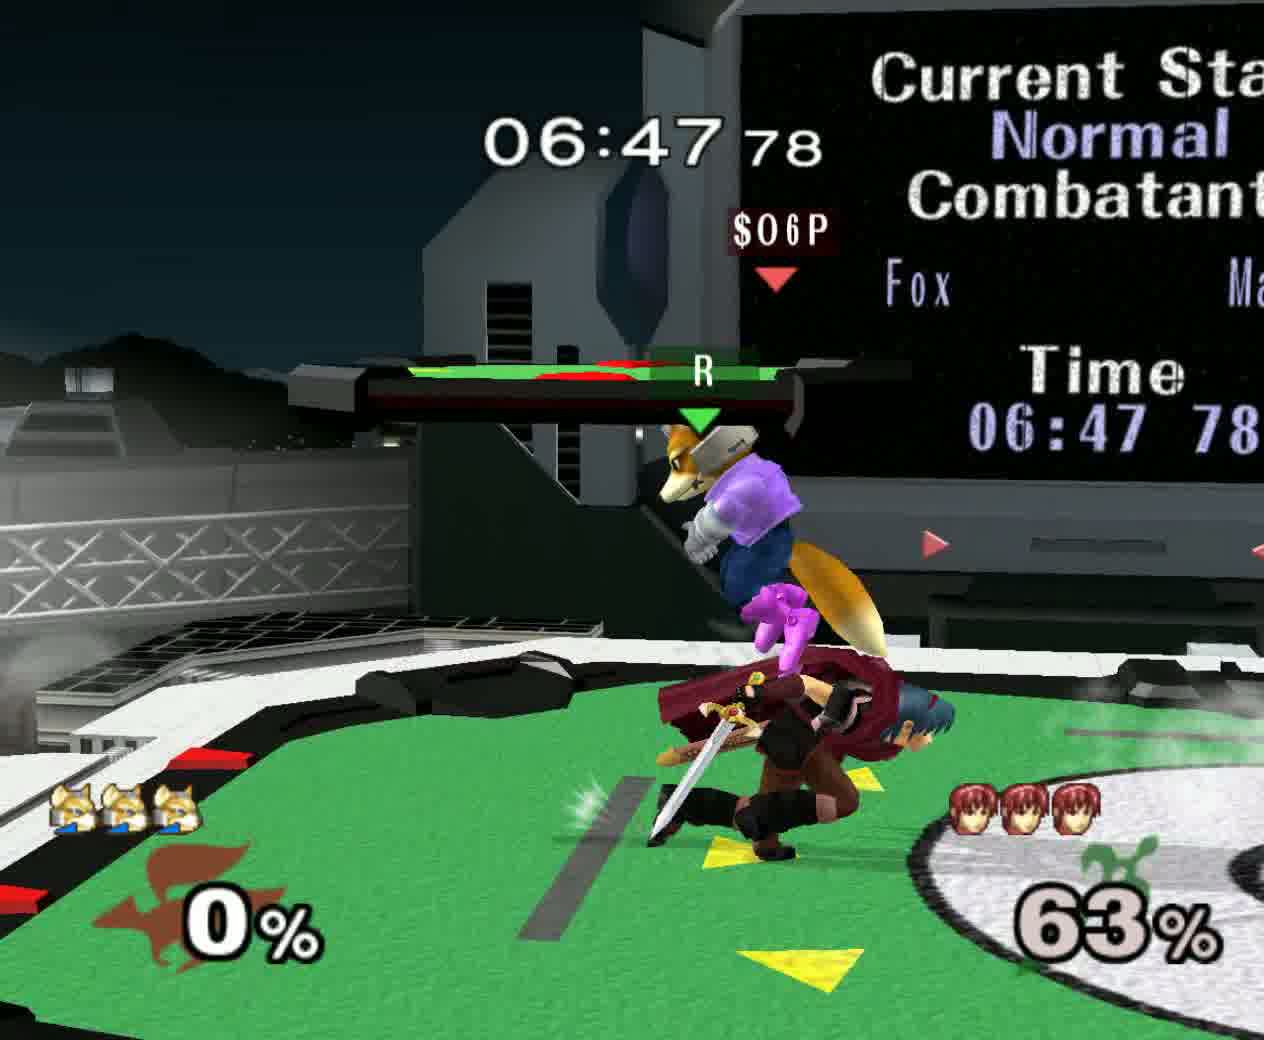 Current Sta
Normal
Combatant
Fox Ma
Time
06:47 78
06:47 78
$06P
R
0%
63%